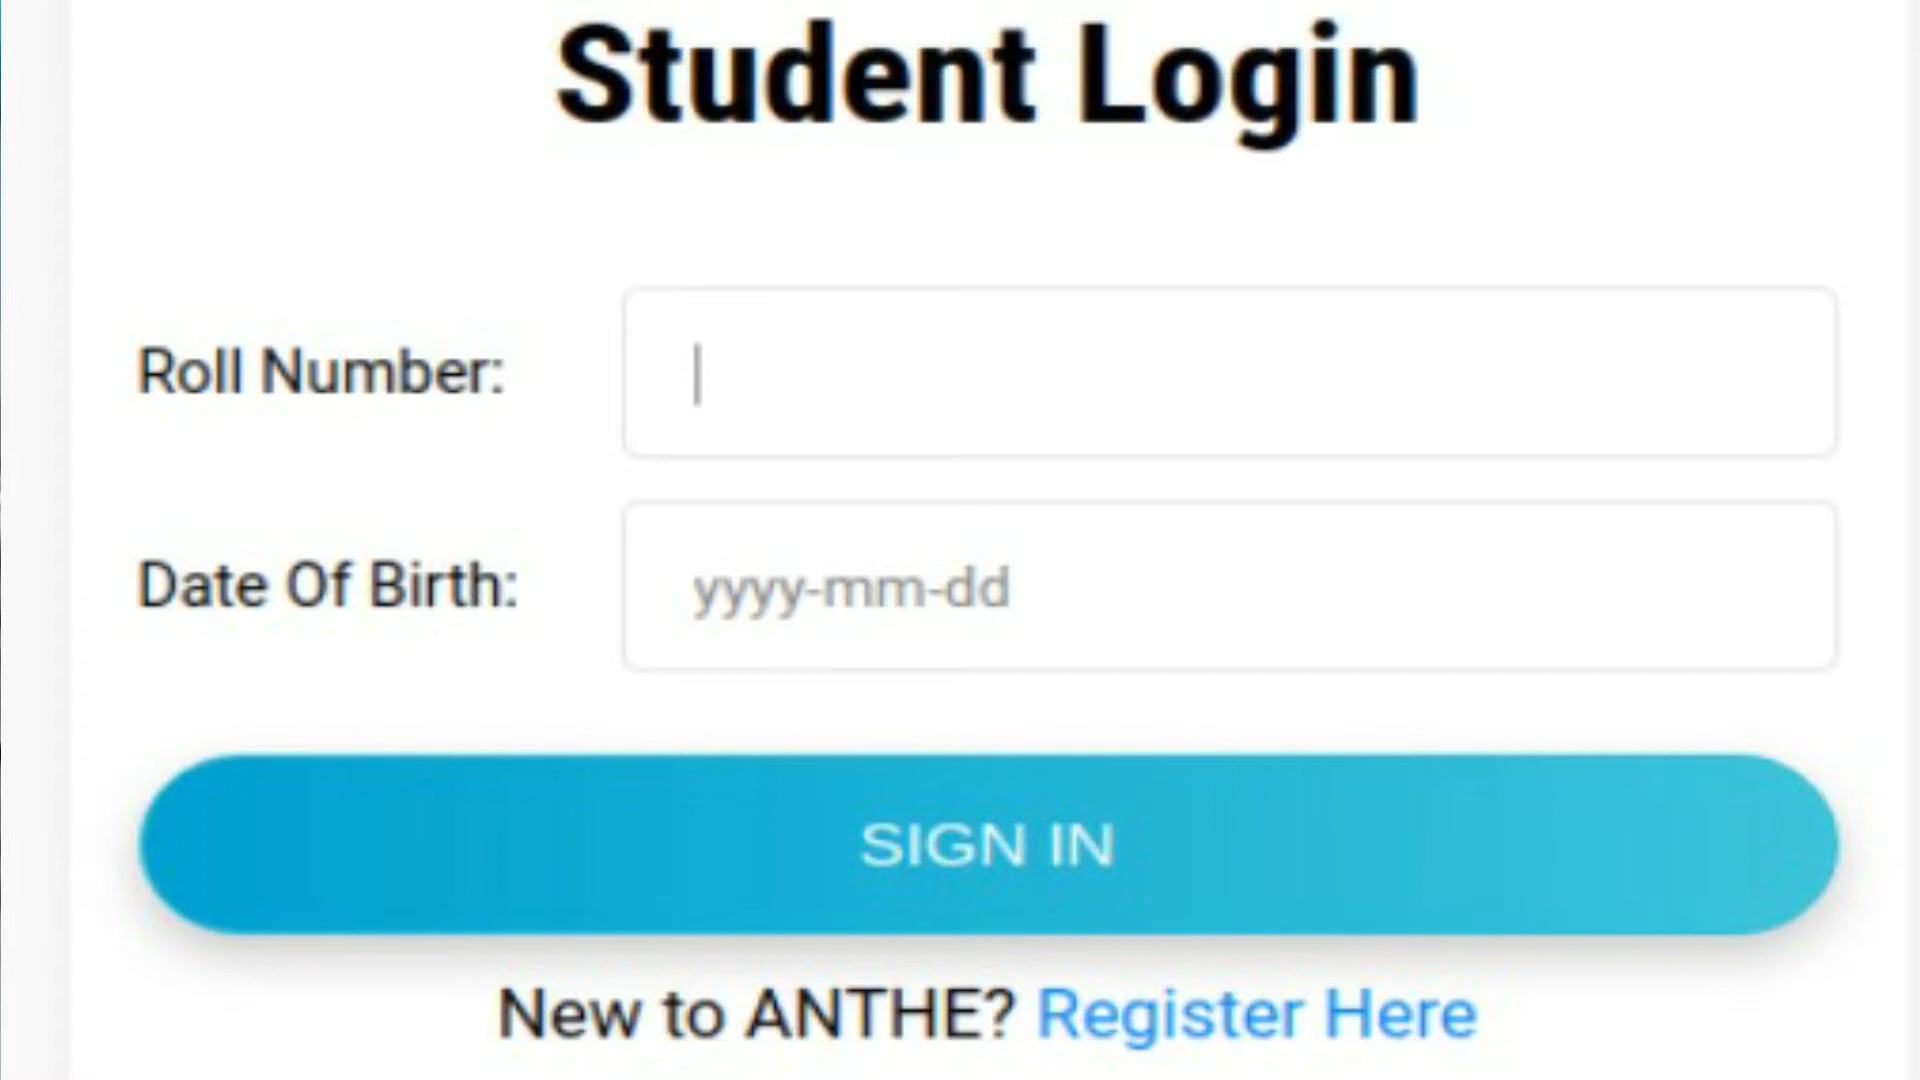 Student Login
Roll Number:
Date Of Birth: yyyy-mm-dd
SIGN IN
New to ANTHE? Register Here